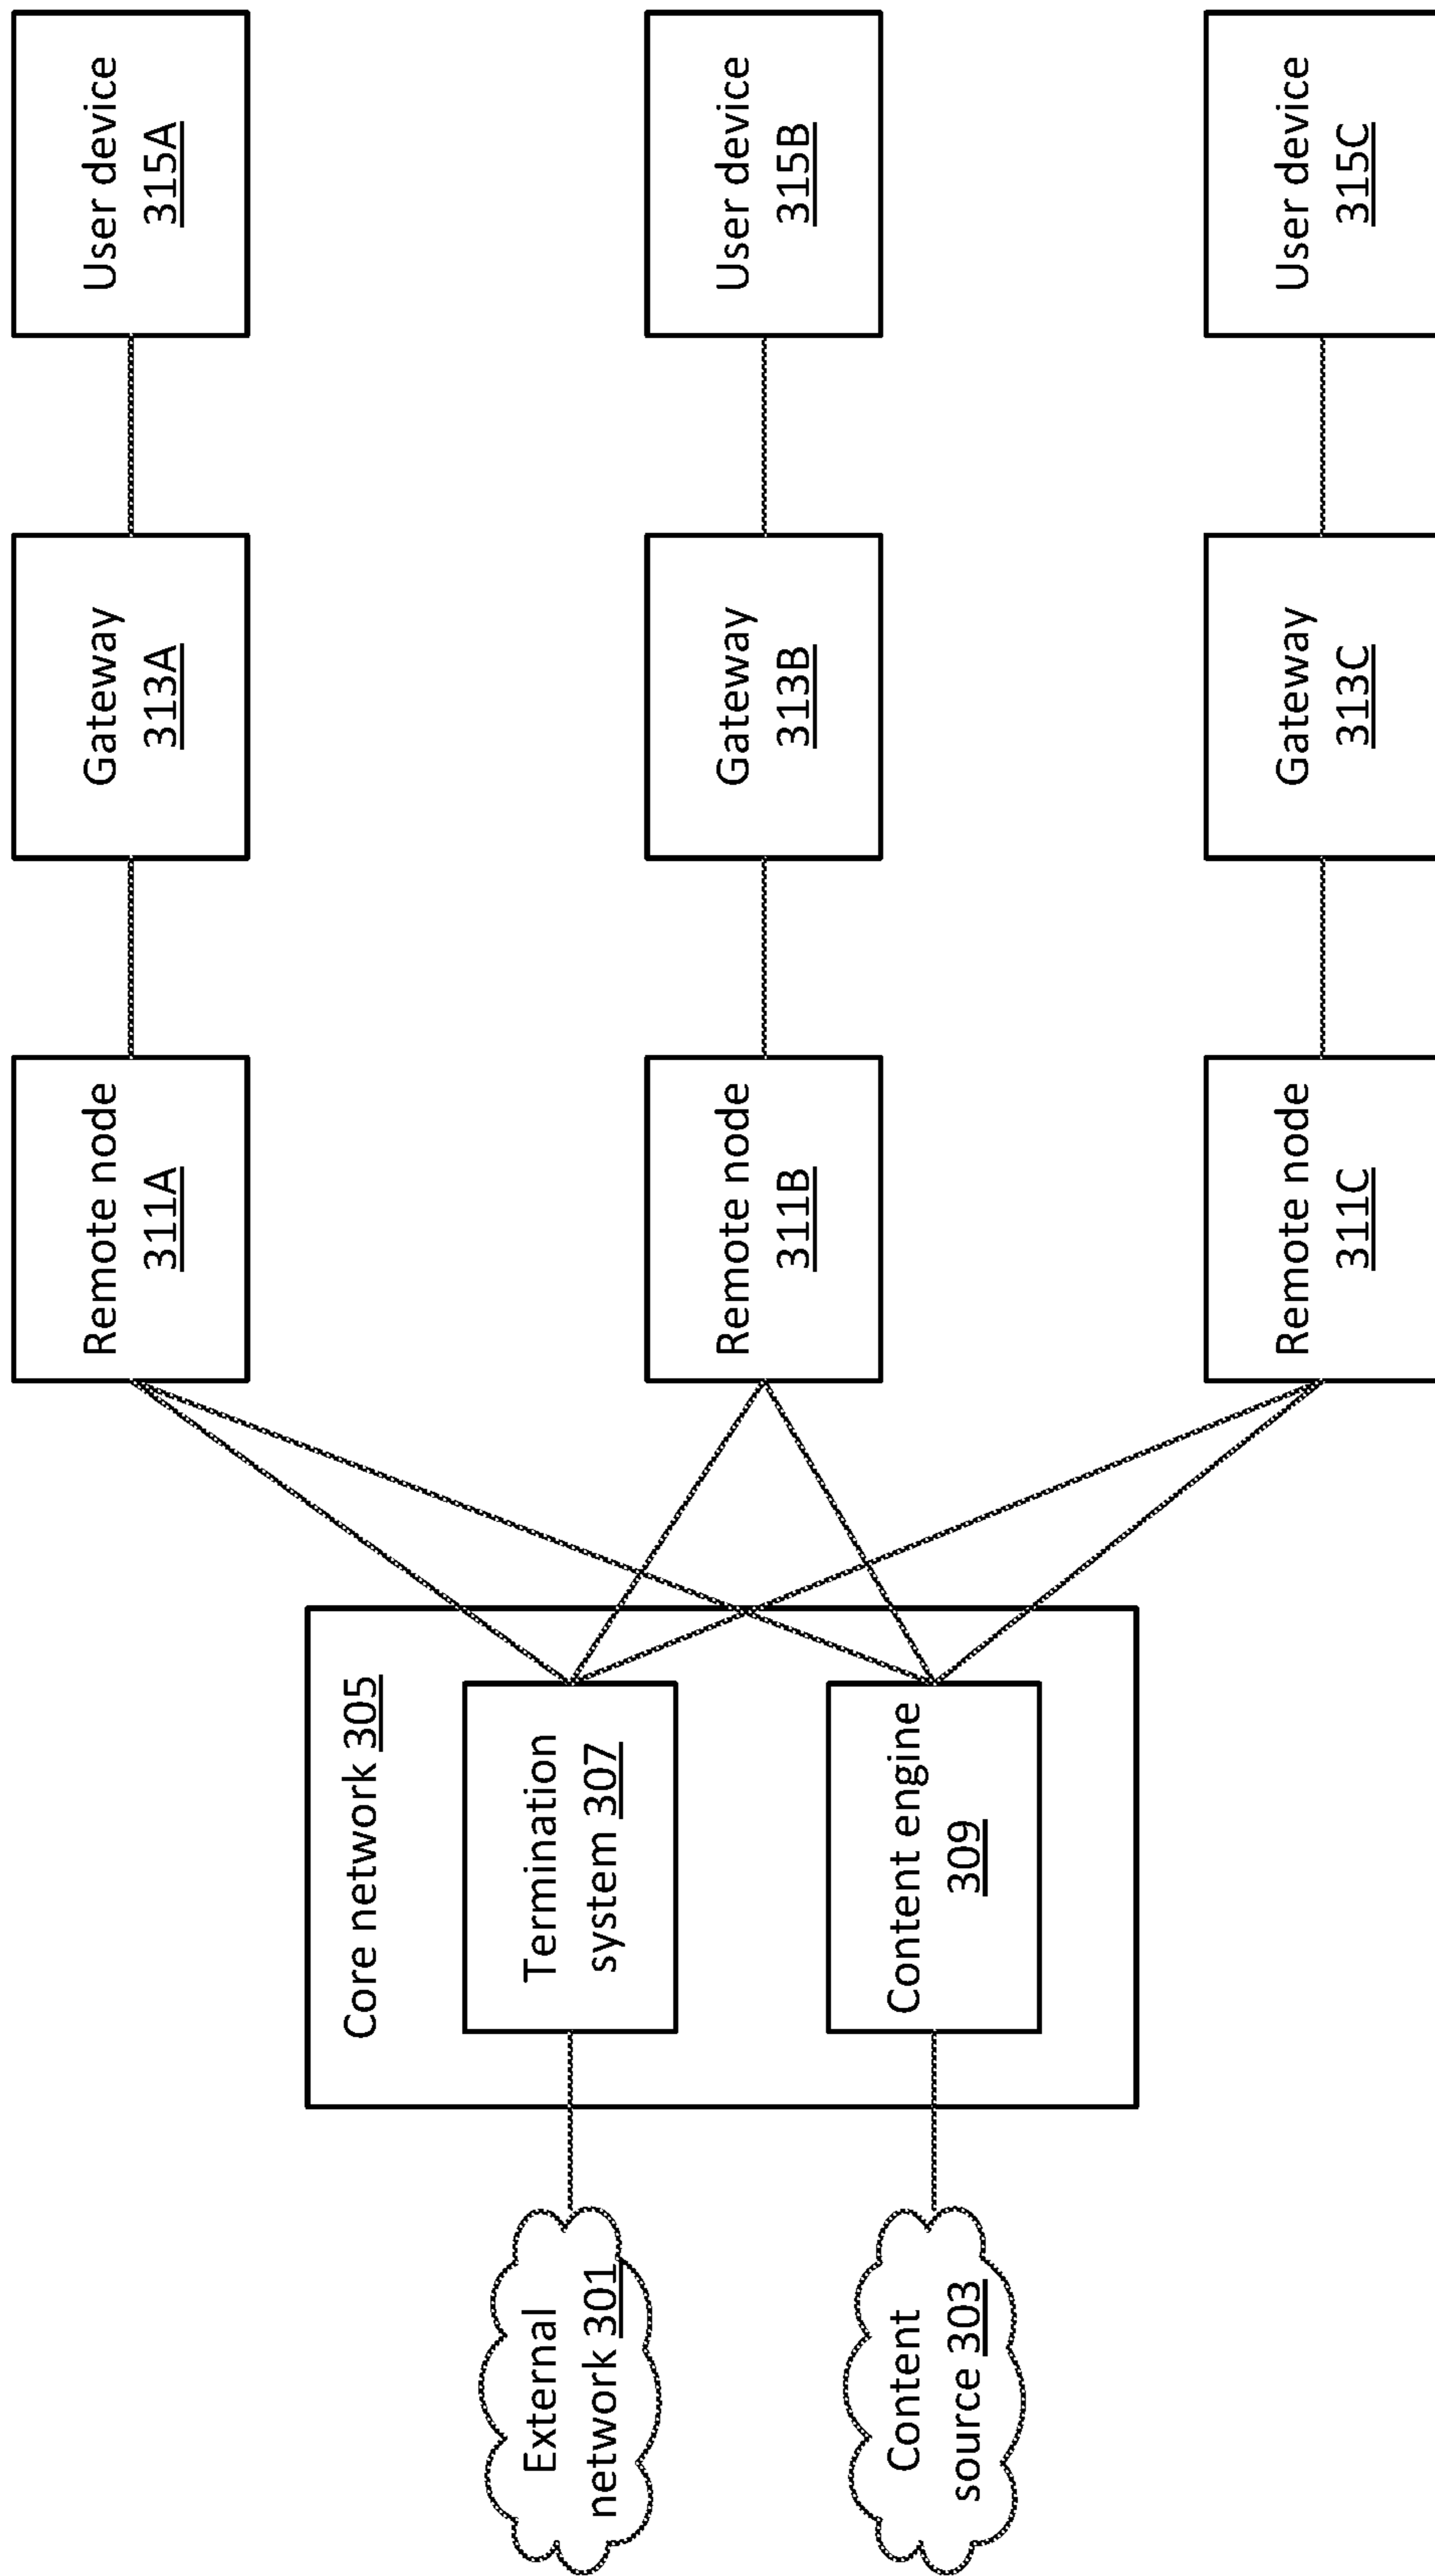 External
network 301
Content
source 303
Core network 305
Termination
system 307
Content engine
309
Remote node
311A
Gateway
313A
User device
315A
Remote node
311B
Gateway
313B
User device
315B
Remote node
311C
Gateway
313C
User device
315C